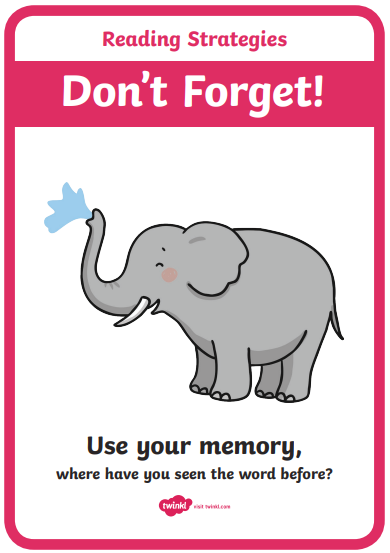 Reading Strategies
Don't Forget!
Use your memory,
where have you seen the word before?
twinkl visit twinkl.com